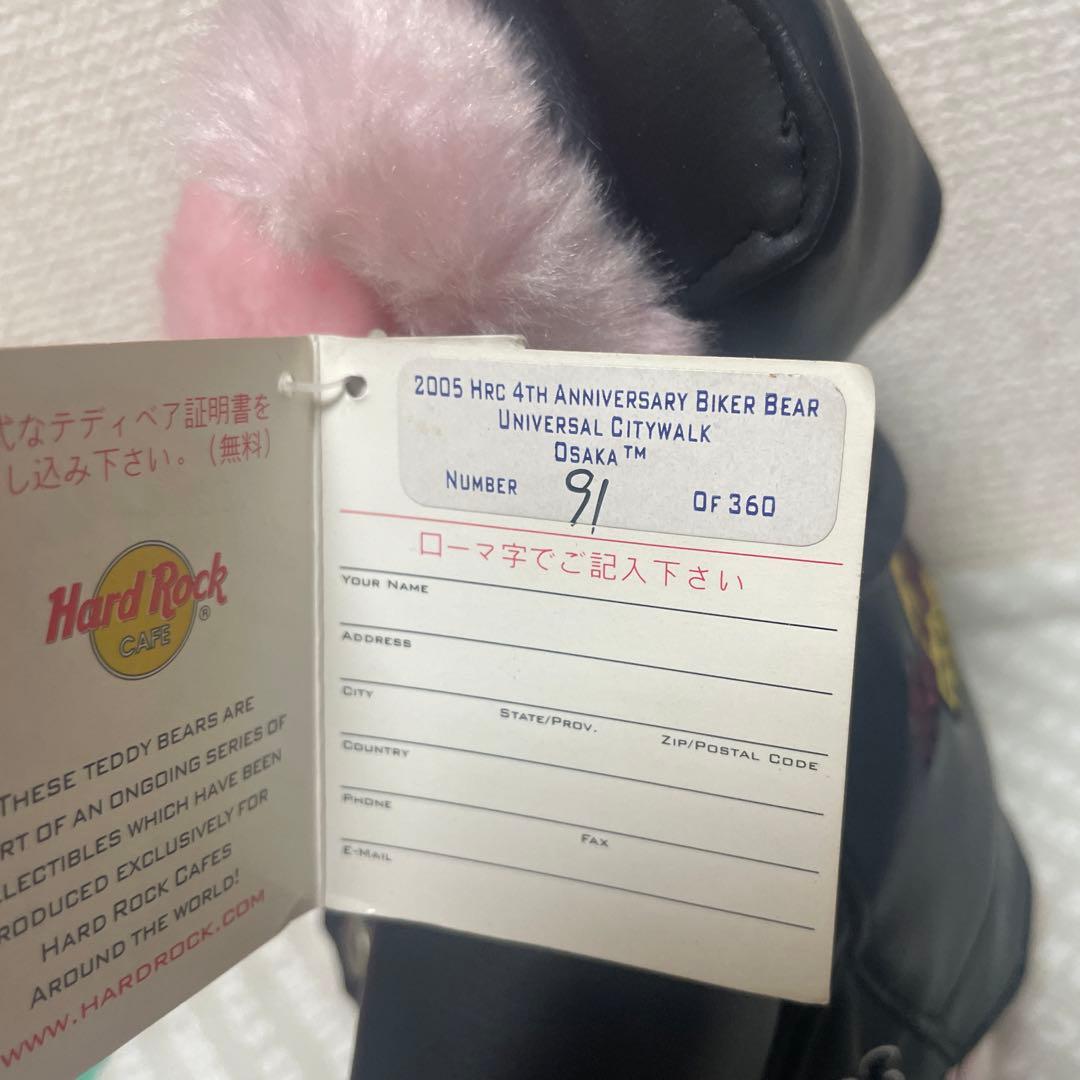 なテディベア証明書を
し込み下さい。(無料)
Hard Rock
CAFE
®
THESE TEDDY BEARS ARE
OF AN ONGOING SERIES OF
WHICH HAVE BEEN
EXCLUSIVELY FOR
HARD ROCK CAFES
AROUND THE WORLD!
WWW.HARDROCK.COM
2005 HRC 4TH ANNIVERSARY BIKER BEAR
UNIVERSAL CITYWALK
OSAKA™
NUMBER 91 OF 360
ローマ字でご記入下さい
YOUR NAME
ADDRESS
CITY STATE/PROV. ZIP/POSTAL CODE
COUNTRY
PHONE FAX
E-MAIL